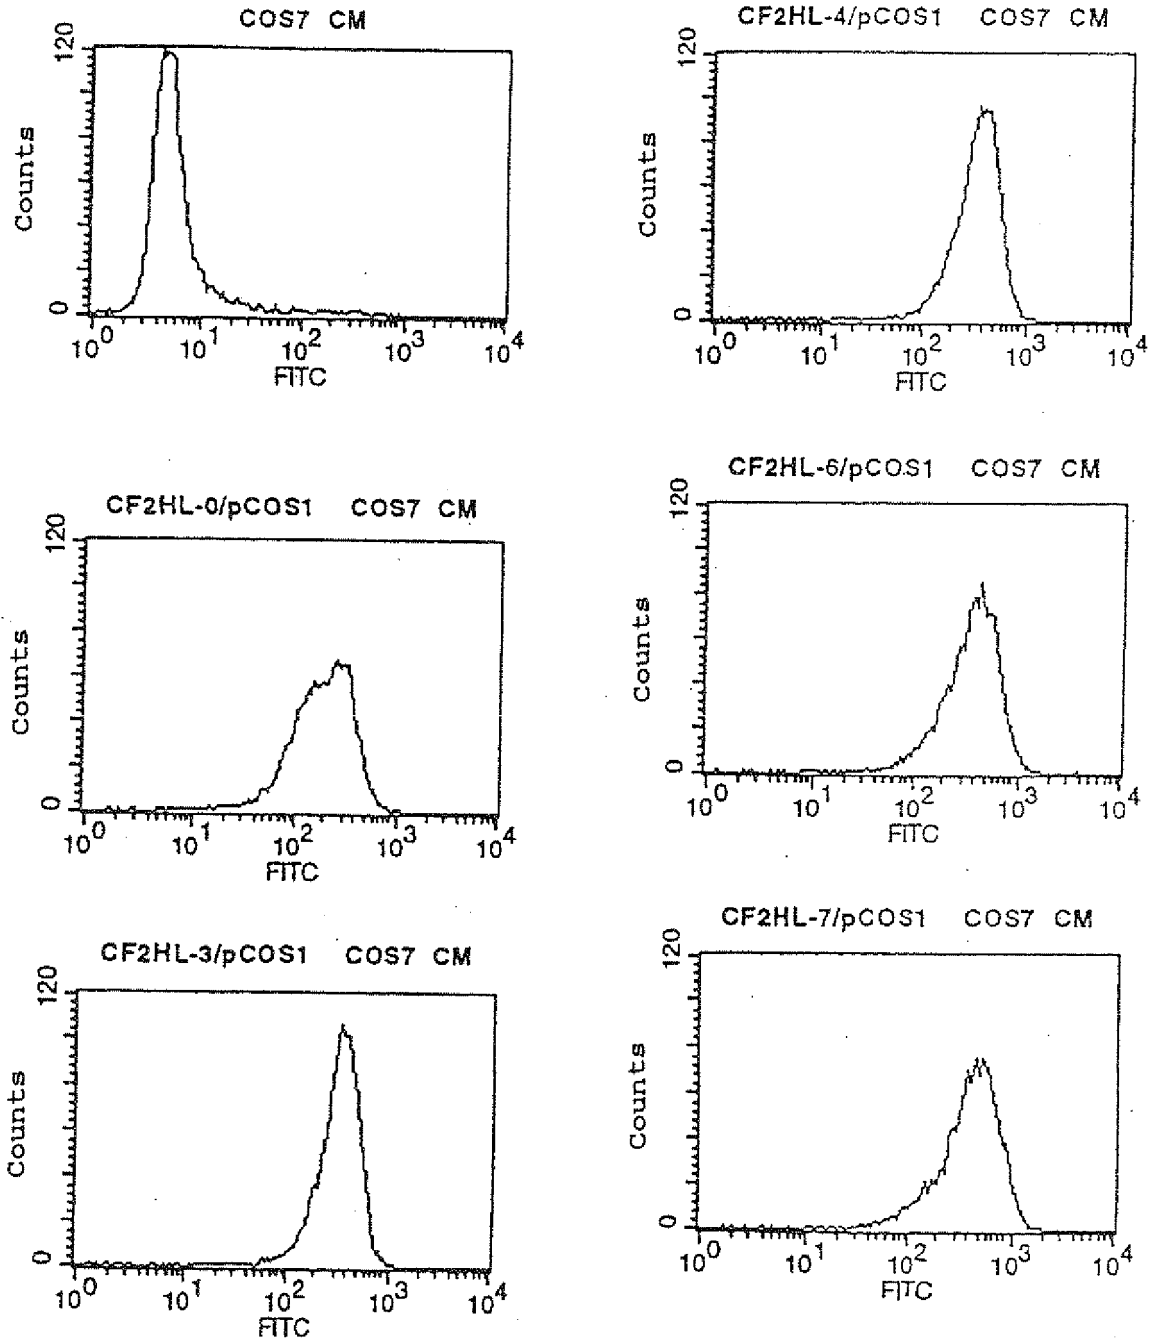 COS7 CM
120
Counts
0
10^0 10^1 10^2 10^3 10^4
FITC
CF2HL-0/pCOS1 COS7 CM
120
Counts
0
10^0 10^1 10^2 10^3 10^4
FITC
CF2HL-3/pCOS1 COS7 CM
120
Counts
0
10^0 10^1 10^2 10^3 10^4
FITC
CF2HL-4/pCOS1 COS7 CM
120
Counts
0
10^0 10^1 10^2 10^3 10^4
FITC
CF2HL-6/pCOS1 COS7 CM
120
Counts
0
10^0 10^1 10^2 10^3 10^4
FITC
CF2HL-7/pCOS1 COS7 CM
120
Counts
0
10^0 10^1 10^2 10^3 10^4
FITC